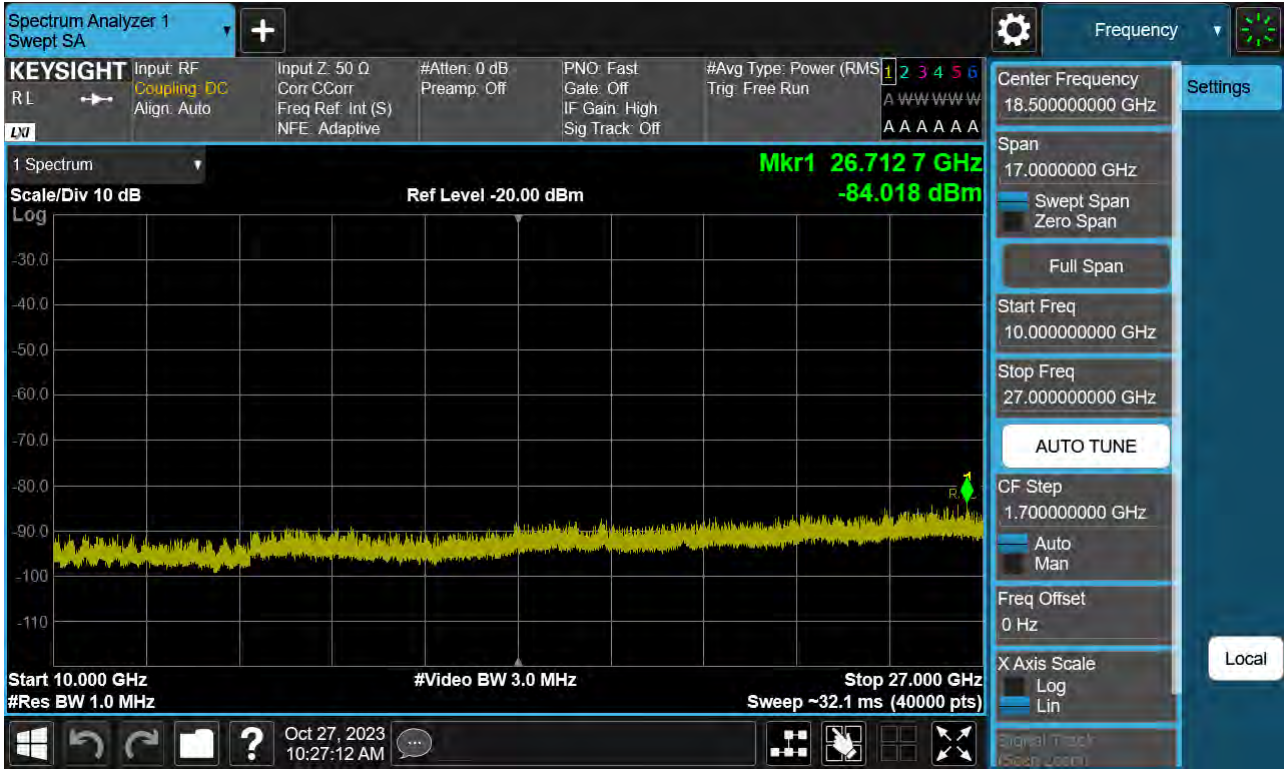 Spectrum Analyzer 1
Swept SA
Frequency
KEYSIGHT
RL
LXI
Input: RF
Coupling: DC
Align: Auto
Input Z: 50 Ω
Corr CCorr
Freq Ref: Int (S)
NFE: Adaptive
#Atten: 0 dB
Preamp: Off
PNO: Fast
Gate: Off
IF Gain: High
Sig Track: Off
#Avg Type: Power (RMS
Trig: Free Run
1 2 3 4 5 6
A W W W W W
A A A A A A
1 Spectrum
Mkr1 26.712 7 GHz
Scale/Div 10 dB
Ref Level -20.00 dBm
-84.018 dBm
Log
-30.0
-40.0
-50.0
-60.0
-70.0
-80.0
-90.0
-100
-110
1
Start 10.000 GHz
#Video BW 3.0 MHz
Stop 27.000 GHz
#Res BW 1.0 MHz
Sweep ~32.1 ms (40000 pts)
Oct 27, 2023
10:27:12 AM
Center Frequency
18.500000000 GHz
Settings
Span
17.0000000 GHz
Swept Span
Zero Span
Full Span
Start Freq
10.000000000 GHz
Stop Freq
27.000000000 GHz
AUTO TUNE
CF Step
1.700000000 GHz
Auto
Man
Freq Offset
0 Hz
X Axis Scale
Log
Lin
Local
Signal Track
(Span Zoom)